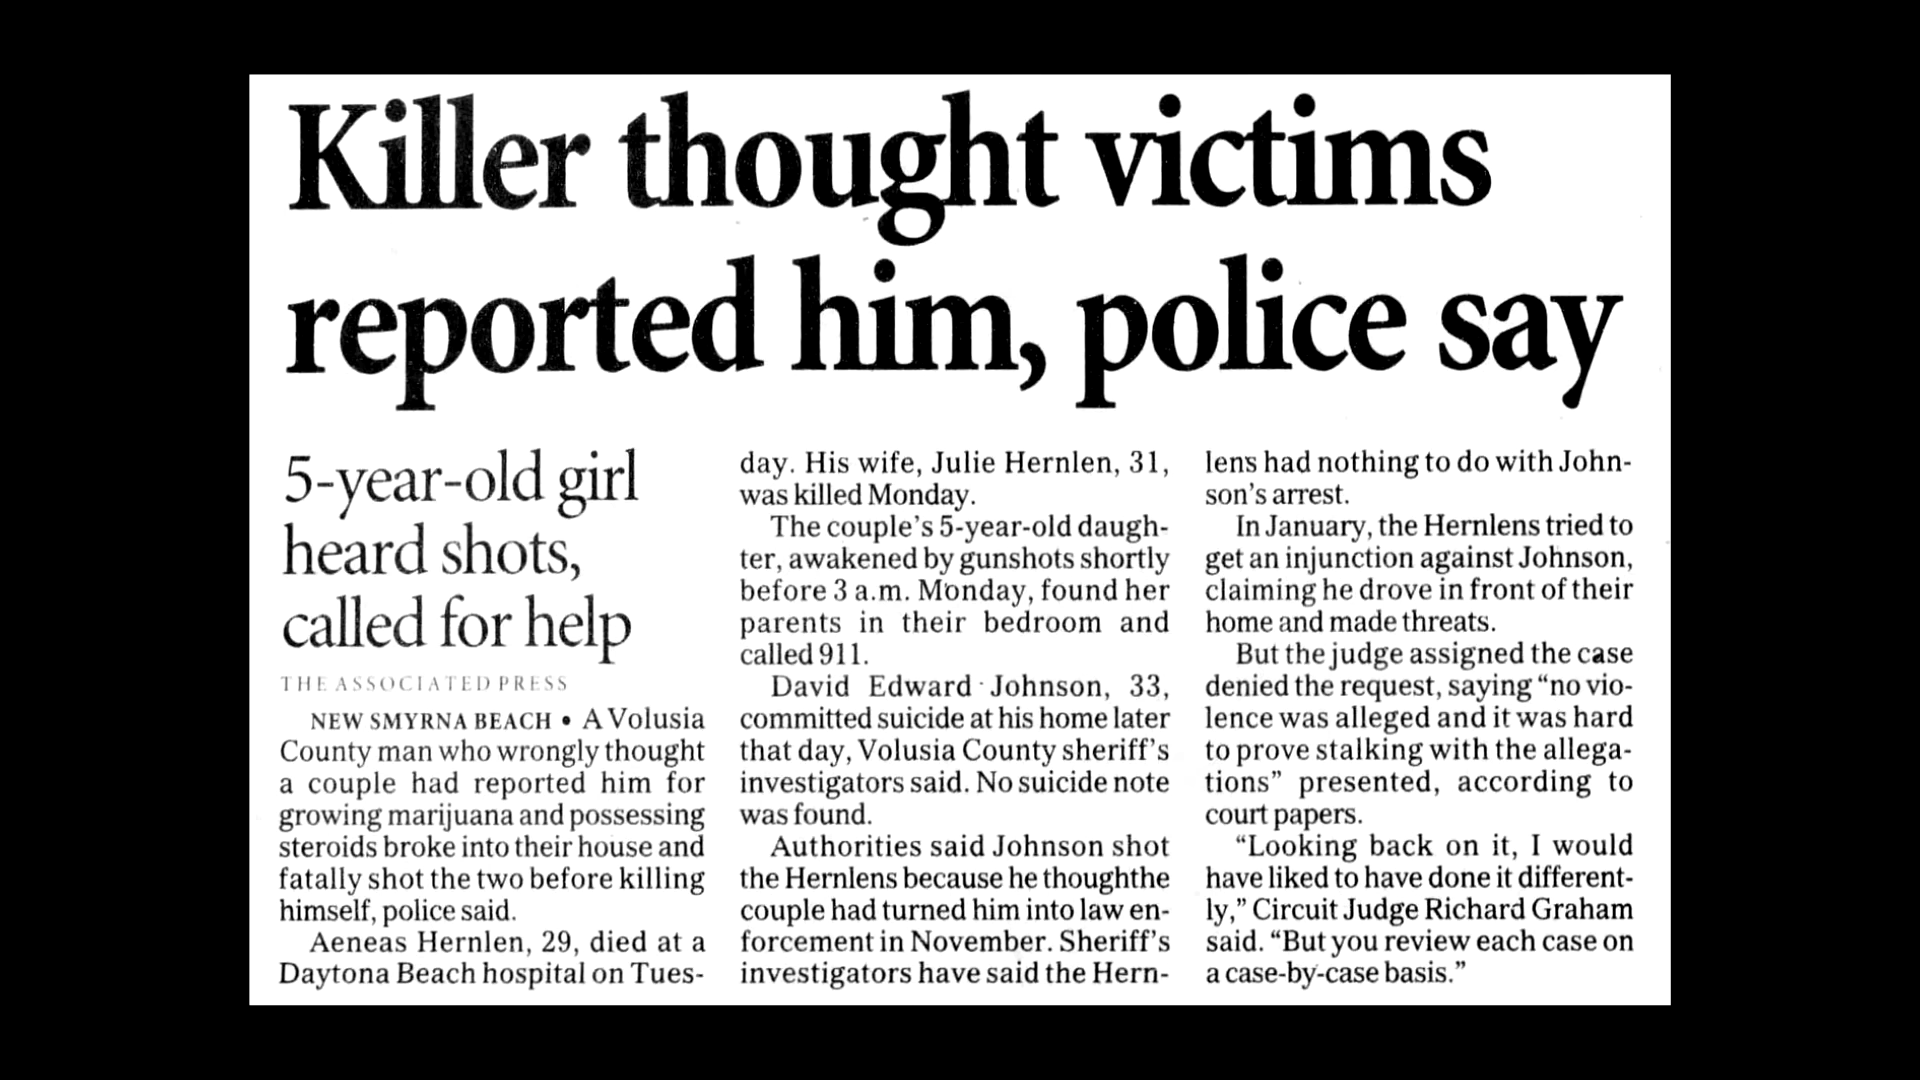 Killer thought victims
reported him, police say
5-year-old girl
heard shots,
called for help
THE ASSOCIATED PRESS
NEW SMYRNA BEACH • A Volusia
County man who wrongly thought
a couple had reported him for
growing marijuana and possessing
steroids broke into their house and
fatally shot the two before killing
himself, police said.
Aeneas Hernlen, 29, died at a
Daytona Beach hospital on Tues-
day. His wife, Julie Hernlen, 31,
was killed Monday.
The couple's 5-year-old daugh-
ter, awakened by gunshots shortly
before 3 a.m. Monday, found her
parents in their bedroom and
called 911.
David Edward Johnson, 33,
committed suicide at his home later
that day, Volusia County sheriff's
investigators said. No suicide note
was found.
Authorities said Johnson shot
the Hernlens because he thoughthe
couple had turned him into law en-
forcement in November. Sheriff's
investigators have said the Hern-
lens had nothing to do with John-
son's arrest.
In January, the Hernlens tried to
get an injunction against Johnson,
claiming he drove in front of their
home and made threats.
But the judge assigned the case
denied the request, saying “no vio-
lence was alleged and it was hard
to prove stalking with the allega-
tions” presented, according to
court papers.
“Looking back on it, I would
have liked to have done it different-
ly,” Circuit Judge Richard Graham
said. “But you review each case on
a case-by-case basis.”